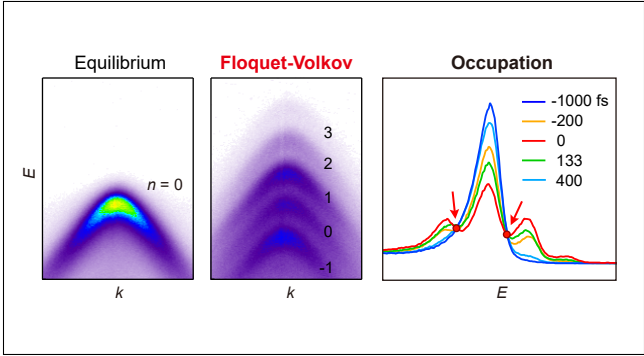 Equilibrium
Floquet-Volkov
Occupation
E
n = 0
k
3
2
1
0
-1
k
-1000 fs
-200
0
133
400
E